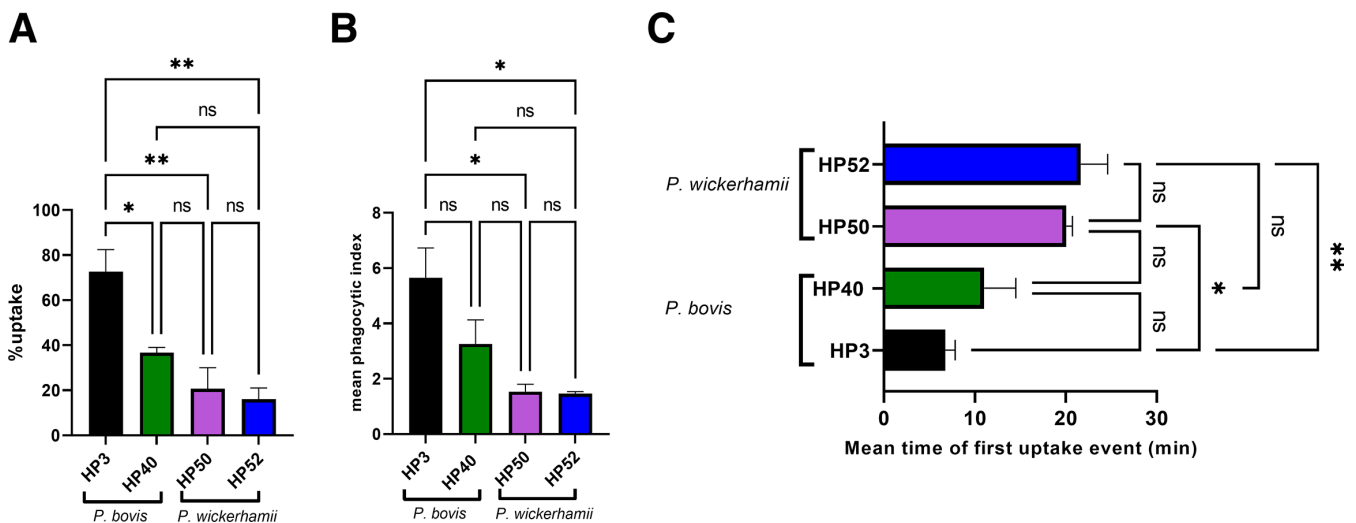 A
**
ns
**
*
ns
ns
100
80
60
40
20
0
%uptake
HP3
HP40
HP50
HP52
P. bovis
P. wickerhamii
B
*
ns
*
ns
ns
ns
8
6
4
2
0
mean phagocytic index
HP3
HP40
HP50
HP52
P. bovis
P. wickerhamii
C
P. wickerhamii
HP52
HP50
P. bovis
HP40
HP3
ns
ns
ns
*
ns
**
0
10
20
30
Mean time of first uptake event (min)